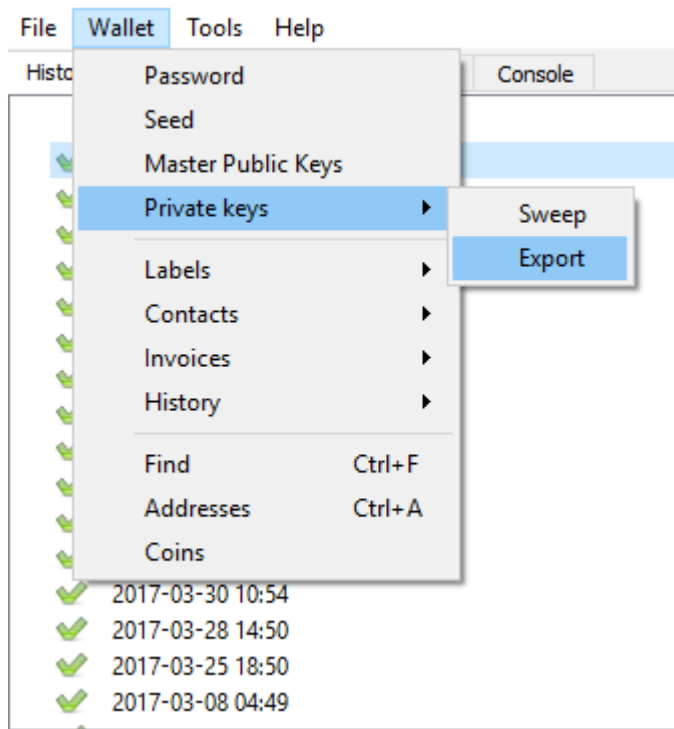 File Wallet Tools Help
Histo Console
Password
Seed
Master Public Keys
Private keys
Sweep
Export
Labels
Contacts
Invoices
History
Find Ctrl+F
Addresses Ctrl+A
Coins
2017-03-30 10:54
2017-03-28 14:50
2017-03-25 18:50
2017-03-08 04:49